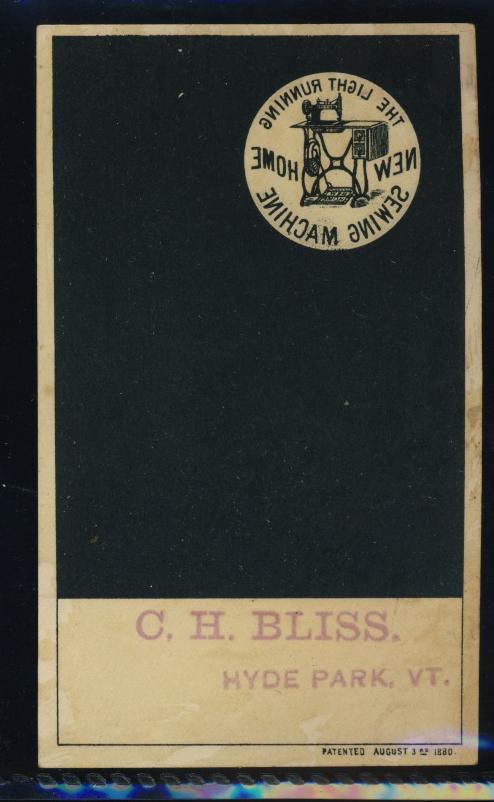 THE LIGHT RUNNING
NEW HOME
SEWING MACHINE
C. H. BLISS.
HYDE PARK, VT.
PATENTED AUGUST 3RD 1880.